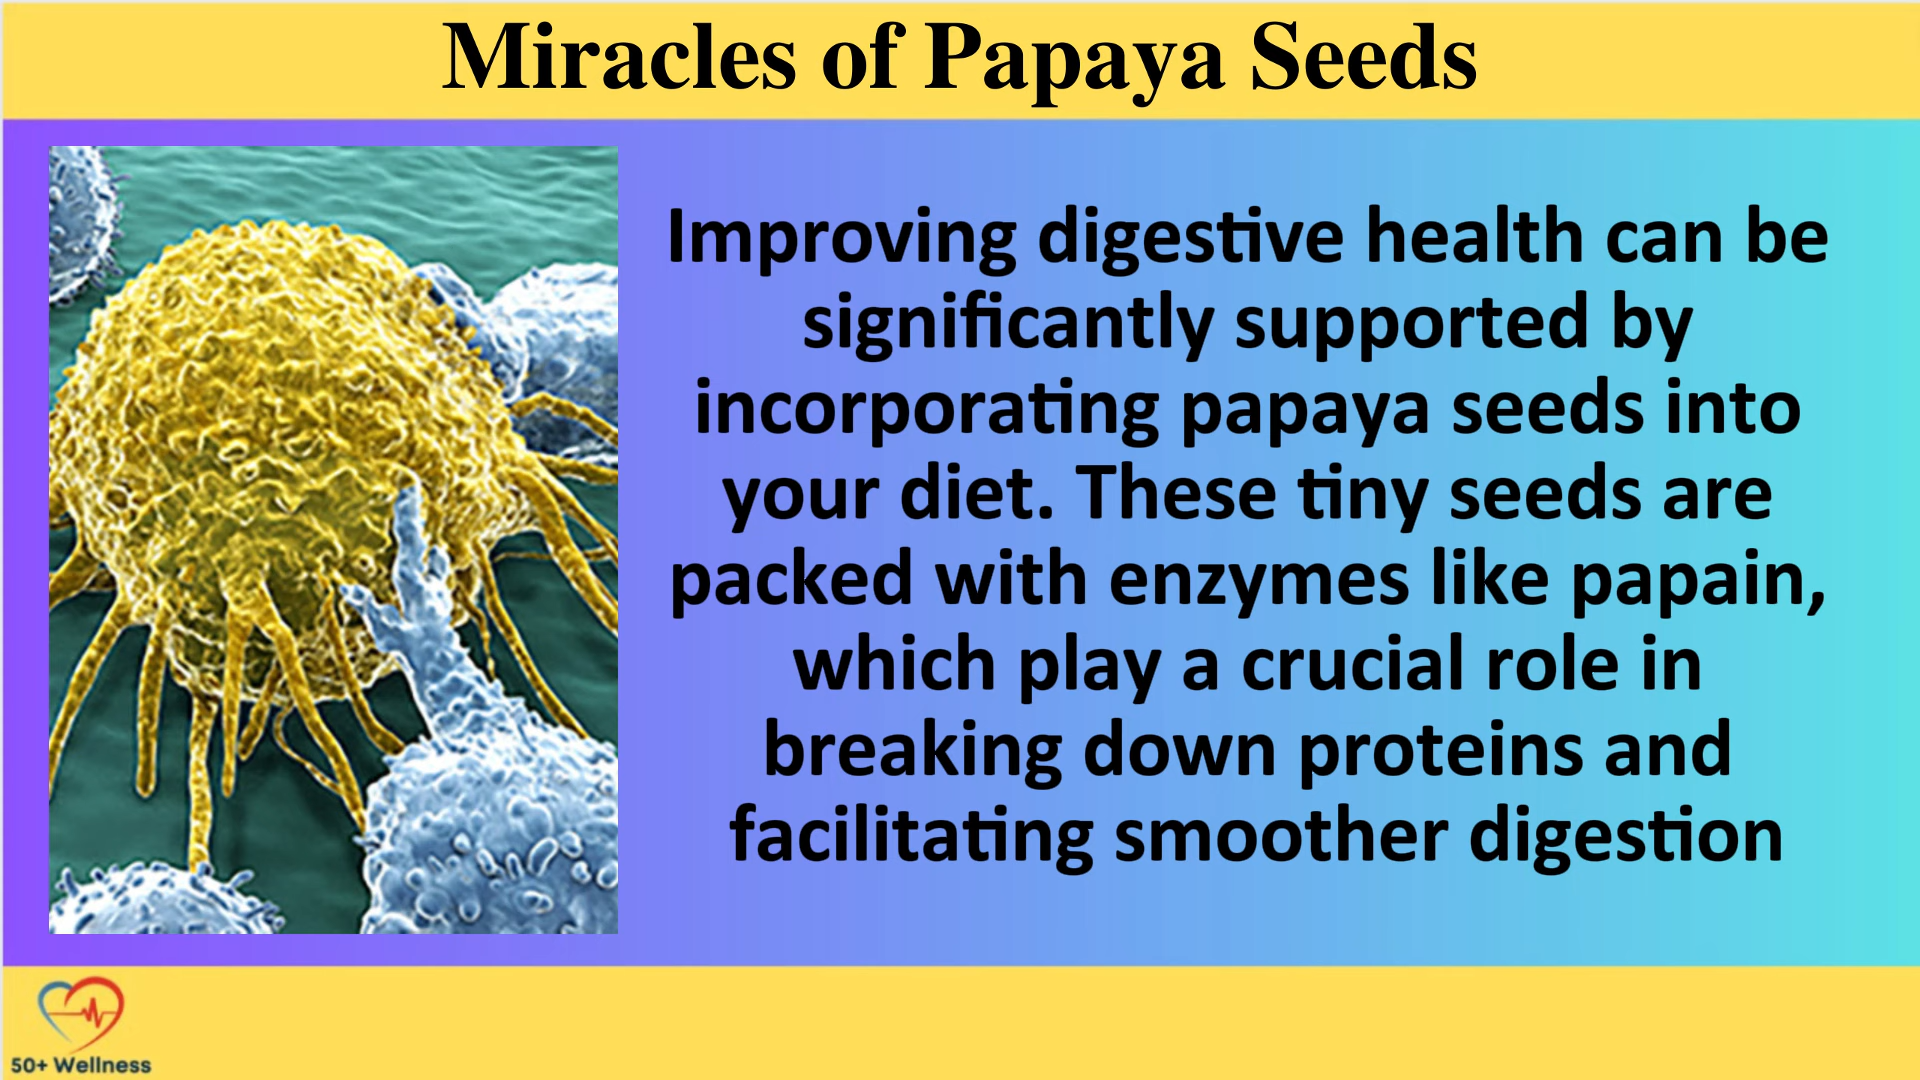 Miracles of Papaya Seeds
Improving digestive health can be
significantly supported by
incorporating papaya seeds into
your diet. These tiny seeds are
packed with enzymes like papain,
which play a crucial role in
breaking down proteins and
facilitating smoother digestion
50+ Wellness